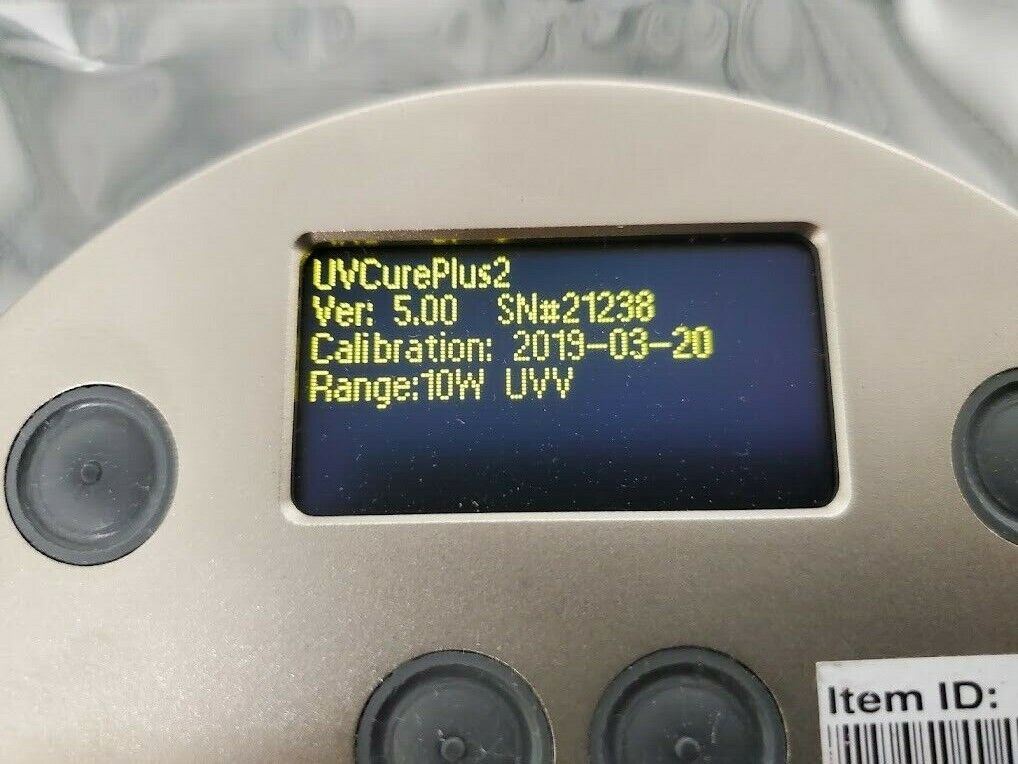 UVCurePlus2
Ver: 5.00 SN#21238
Calibration: 2019-03-20
Range:10W UVV
Item ID: